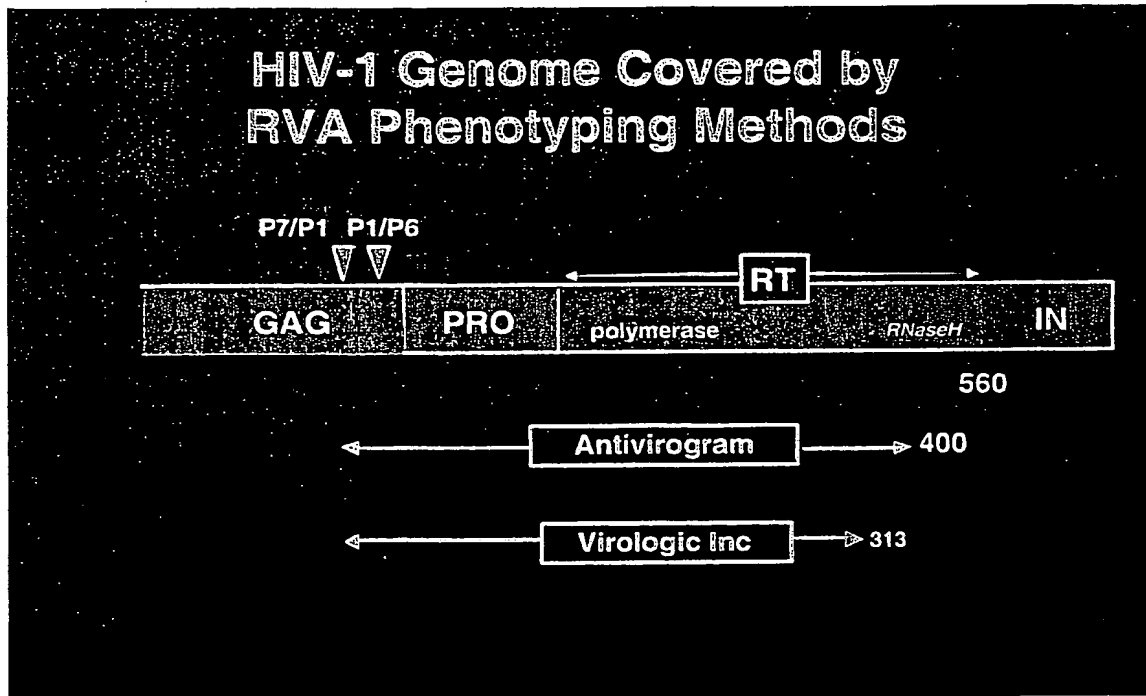 HIV-1 Genome Covered by
RVA Phenotyping Methods
P7/P1 P1/P6
RT
GAG PRO polymerase RNaseH IN
560
Antivirogram 400
Virologic Inc 313